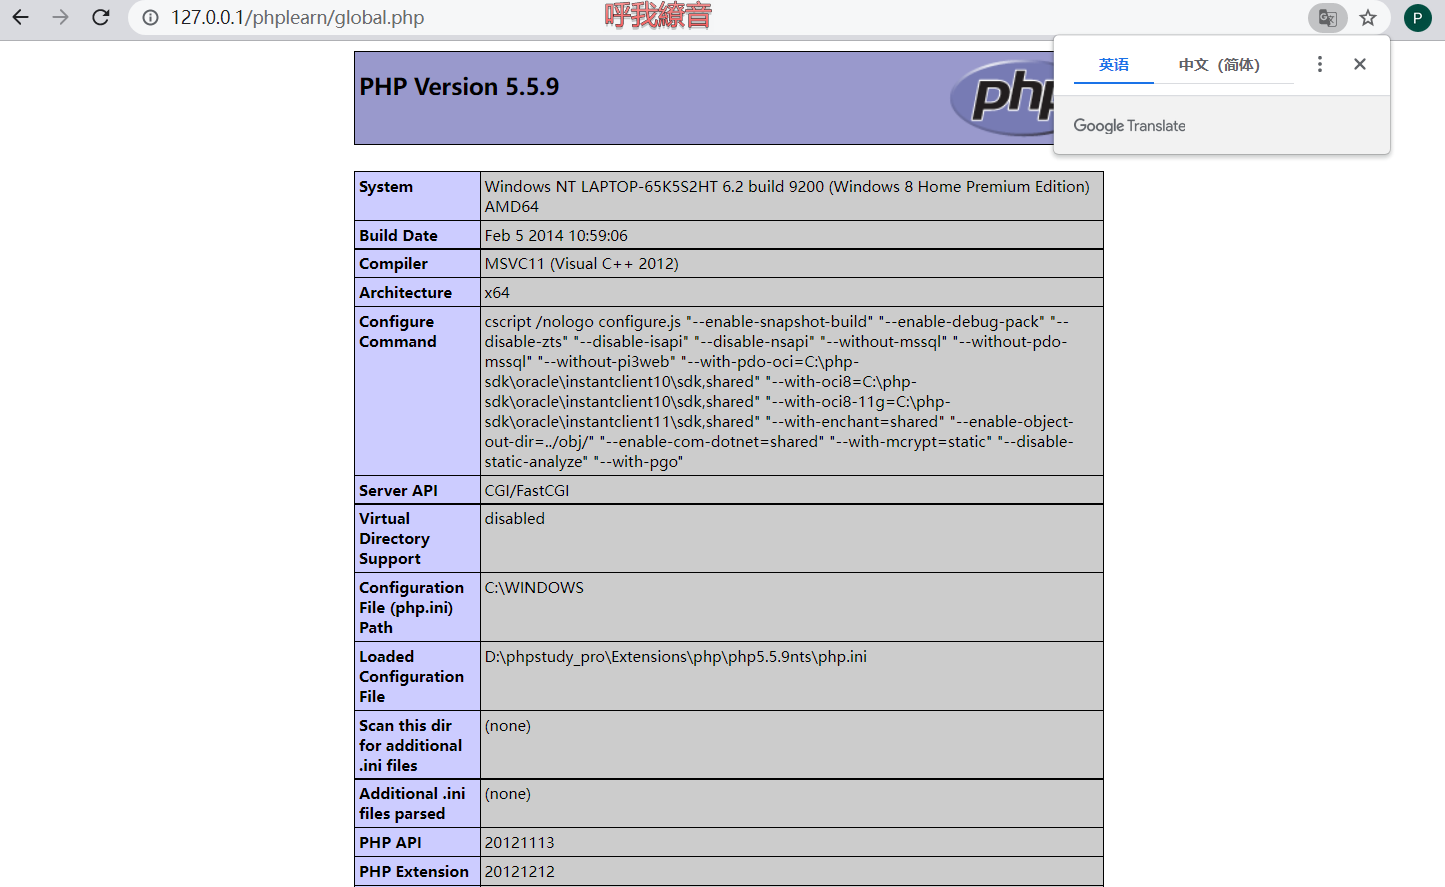 127.0.0.1/phplearn/global.php
呼我繚音
P
英语
中文（简体）
Google Translate
PHP Version 5.5.9
php
System
Windows NT LAPTOP-65K5S2HT 6.2 build 9200 (Windows 8 Home Premium Edition)
AMD64
Build Date
Feb 5 2014 10:59:06
Compiler
MSVC11 (Visual C++ 2012)
Architecture
x64
Configure
Command
cscript /nologo configure.js "--enable-snapshot-build" "--enable-debug-pack" "--
disable-zts" "--disable-isapi" "--disable-nsapi" "--without-mssql" "--without-pdo-
mssql" "--without-pi3web" "--with-pdo-oci=C:\php-
sdk\oracle\instantclient10\sdk,shared" "--with-oci8=C:\php-
sdk\oracle\instantclient10\sdk,shared" "--with-oci8-11g=C:\php-
sdk\oracle\instantclient11\sdk,shared" "--with-enchant=shared" "--enable-object-
out-dir=../obj/" "--enable-com-dotnet=shared" "--with-mcrypt=static" "--disable-
static-analyze" "--with-pgo"
Server API
CGI/FastCGI
Virtual
Directory
Support
disabled
Configuration
File (php.ini)
Path
C:\WINDOWS
Loaded
Configuration
File
D:\phpstudy_pro\Extensions\php\php5.5.9nts\php.ini
Scan this dir
for additional
.ini files
(none)
Additional .ini
files parsed
(none)
PHP API
20121113
PHP Extension
20121212